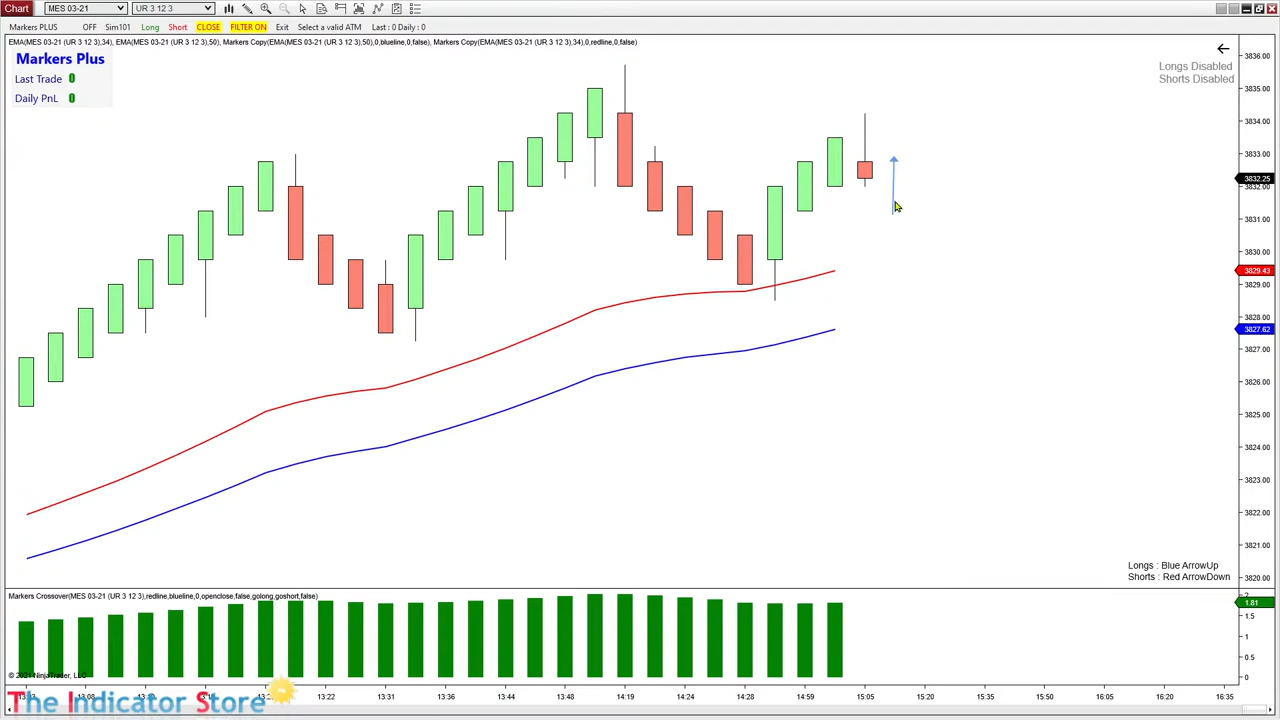 Chart MES 03-21 UR 3 12 3
Markers PLUS OFF Sim101 Long Short CLOSE FILTER ON Exit Select a valid ATM Last : 0 Daily : 0
EMA(MES 03-21 (UR 3 12 3),34), EMA(MES 03-21 (UR 3 12 3),50), Markers Copy(EMA(MES 03-21 (UR 3 12 3),50),0,blueline,0,false), Markers Copy(EMA(MES 03-21 (UR 3 12 3),34),0,redline,0,false)
Markers Plus
Last Trade 0
Daily PnL 0
Longs Disabled
Shorts Disabled
3836.00
3835.00
3834.00
3833.00
3832.25
3832.00
3831.00
3830.00
3829.43
3829.00
3828.00
3827.62
3827.00
3826.00
3825.00
3824.00
3823.00
3822.00
3821.00
3820.00
Longs : Blue ArrowUp
Shorts : Red ArrowDown
Markers Crossover(MES 03-21 (UR 3 12 3),redline,blueline,0,openclose,false,golong,goshort,false)
2
1.81
1.5
1
0.5
0
© 2021 NinjaTrader, LLC
13:22 13:31 13:36 13:44 13:48 14:19 14:24 14:28 14:59 15:05 15:20 15:30 15:50 16:05 16:20 16:35
The Indicator Store